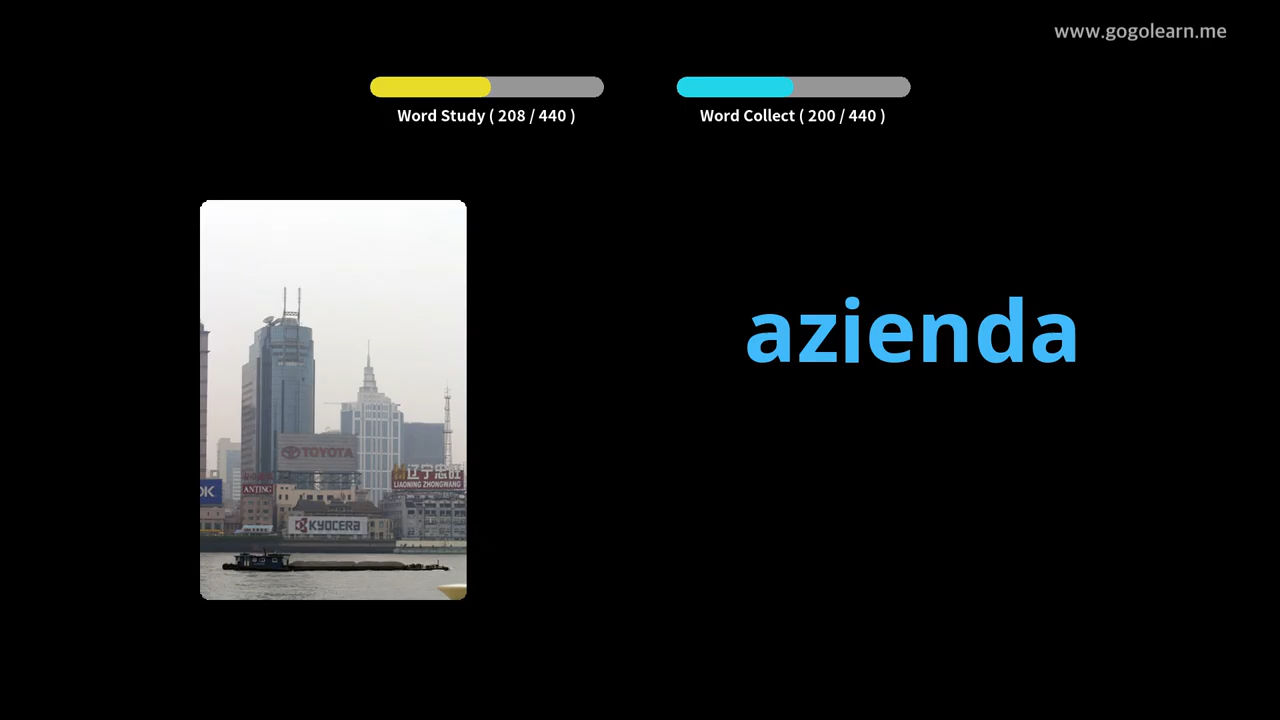 www.gogolearn.me
Word Study ( 208 / 440 )
Word Collect ( 200 / 440 )
azienda
TOYOTA
辽宁忠旺
LIAONING ZHONGWANG
OK
ANTING
KYOCERA